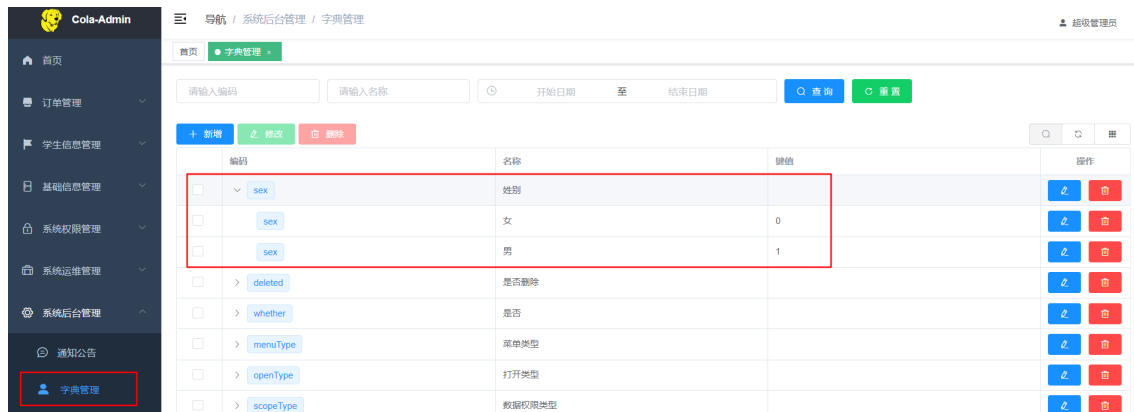 Cola-Admin
导航 / 系统后台管理 / 字典管理
超级管理员
首页
字典管理 ×
首页
订单管理
学生信息管理
基础信息管理
系统权限管理
系统运维管理
系统后台管理
通知公告
字典管理
请输入编码 请输入名称 开始日期 至 结束日期 查询 重置
+ 新增 修改 删除
编码 名称 键值 操作
sex 姓别
sex 女 0
sex 男 1
deleted 是否删除
whether 是否
menuType 菜单类型
openType 打开类型
scopeType 数据权限类型